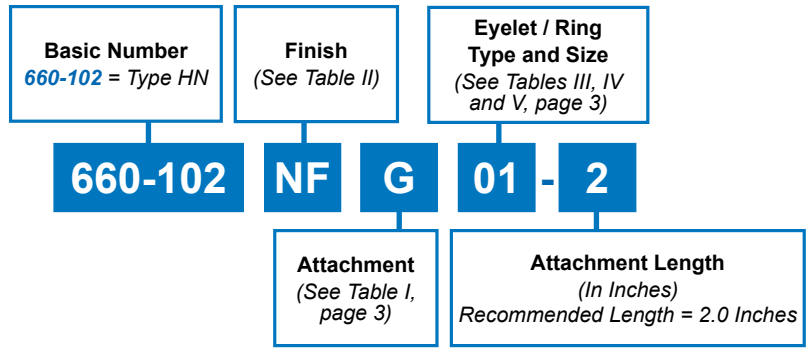 Basic Number
660-102 = Type HN
Finish
(See Table II)
Eyelet / Ring
Type and Size
(See Tables III, IV
and V, page 3)
660-102 NF G 01 - 2
Attachment
(See Table I,
page 3)
Attachment Length
(In Inches)
Recommended Length = 2.0 Inches